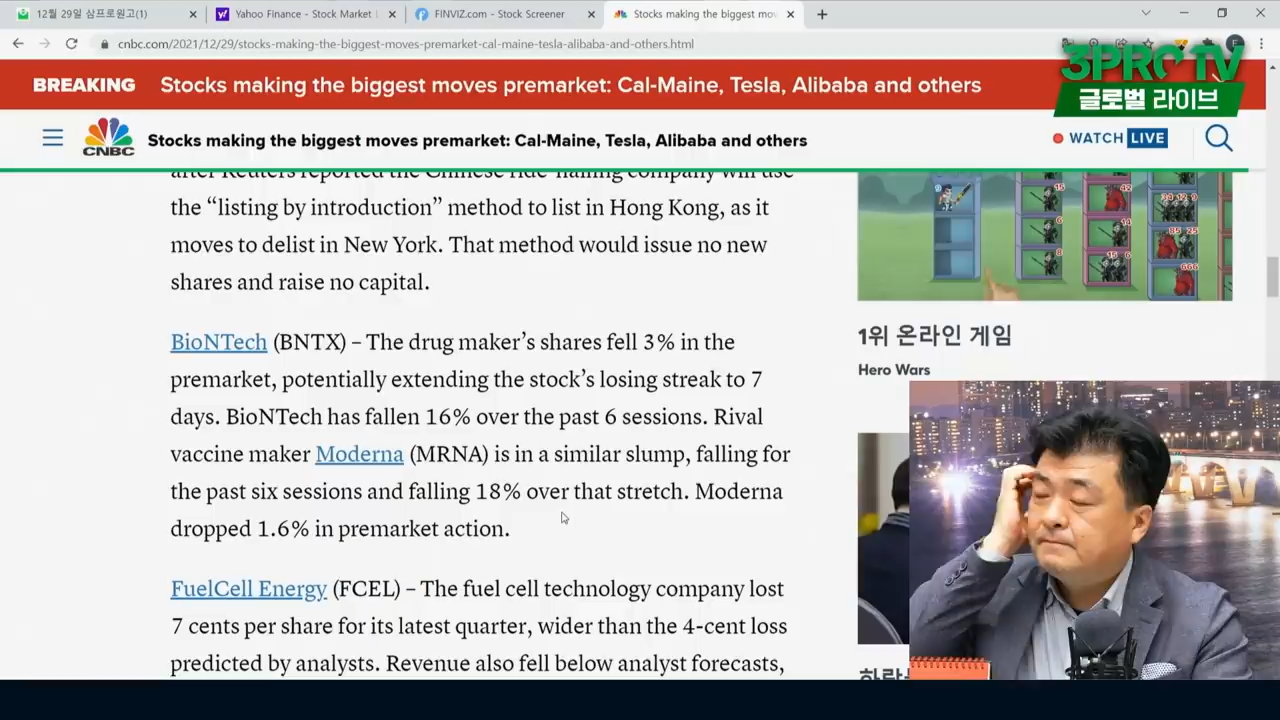 12월 29일 삼프로원고(1)
Yahoo Finance - Stock Market L
FINVIZ.com - Stock Screener
Stocks making the biggest mov
cnbc.com/2021/12/29/stocks-making-the-biggest-moves-premarket-cal-maine-tesla-alibaba-and-others.html
3PRO TV
글로벌 라이브
BREAKING
Stocks making the biggest moves premarket: Cal-Maine, Tesla, Alibaba and others
CNBC
Stocks making the biggest moves premarket: Cal-Maine, Tesla, Alibaba and others
WATCH LIVE
after Reuters reported the Chinese ride-hailing company will use
the “listing by introduction” method to list in Hong Kong, as it
moves to delist in New York. That method would issue no new
shares and raise no capital.
BioNTech (BNTX) – The drug maker’s shares fell 3% in the
premarket, potentially extending the stock’s losing streak to 7
days. BioNTech has fallen 16% over the past 6 sessions. Rival
vaccine maker Moderna (MRNA) is in a similar slump, falling for
the past six sessions and falling 18% over that stretch. Moderna
dropped 1.6% in premarket action.
FuelCell Energy (FCEL) – The fuel cell technology company lost
7 cents per share for its latest quarter, wider than the 4-cent loss
predicted by analysts. Revenue also fell below analyst forecasts,
1위 온라인 게임
Hero Wars